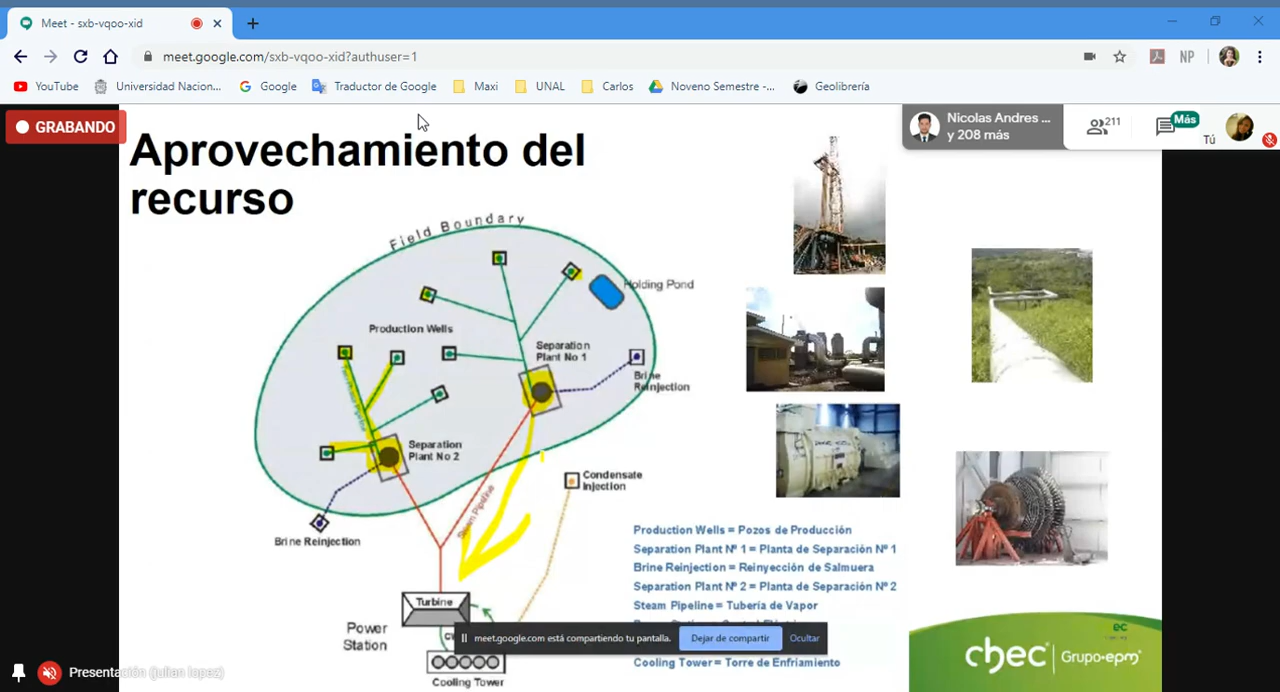 Meet - sxb-vqoo-xid
meet.google.com/sxb-vqoo-xid?authuser=1
NP
YouTube
Universidad Nacion...
Google
Traductor de Google
Maxi
UNAL
Carlos
Noveno Semestre -...
Geolibrería
GRABANDO
Nicolas Andres ...
y 208 más
211
Más
Tú
Aprovechamiento del
recurso
Field Boundary
Holding Pond
Production Wells
Separation
Plant No 1
Brine
Reinjection
Separation
Plant No 2
Steam Pipeline
Condensate
Injection
Brine Reinjection
Turbine
Power
Station
Cooling Tower
Production Wells = Pozos de Producción
Separation Plant Nº 1 = Planta de Separación Nº 1
Brine Reinjection = Reinyección de Salmuera
Separation Plant Nº 2 = Planta de Separación Nº 2
Steam Pipeline = Tubería de Vapor
Cooling Tower = Torre de Enfriamiento
meet.google.com está compartiendo tu pantalla.
Dejar de compartir
Ocultar
ec
chec Grupo·epm
Presentación (julian lopez)